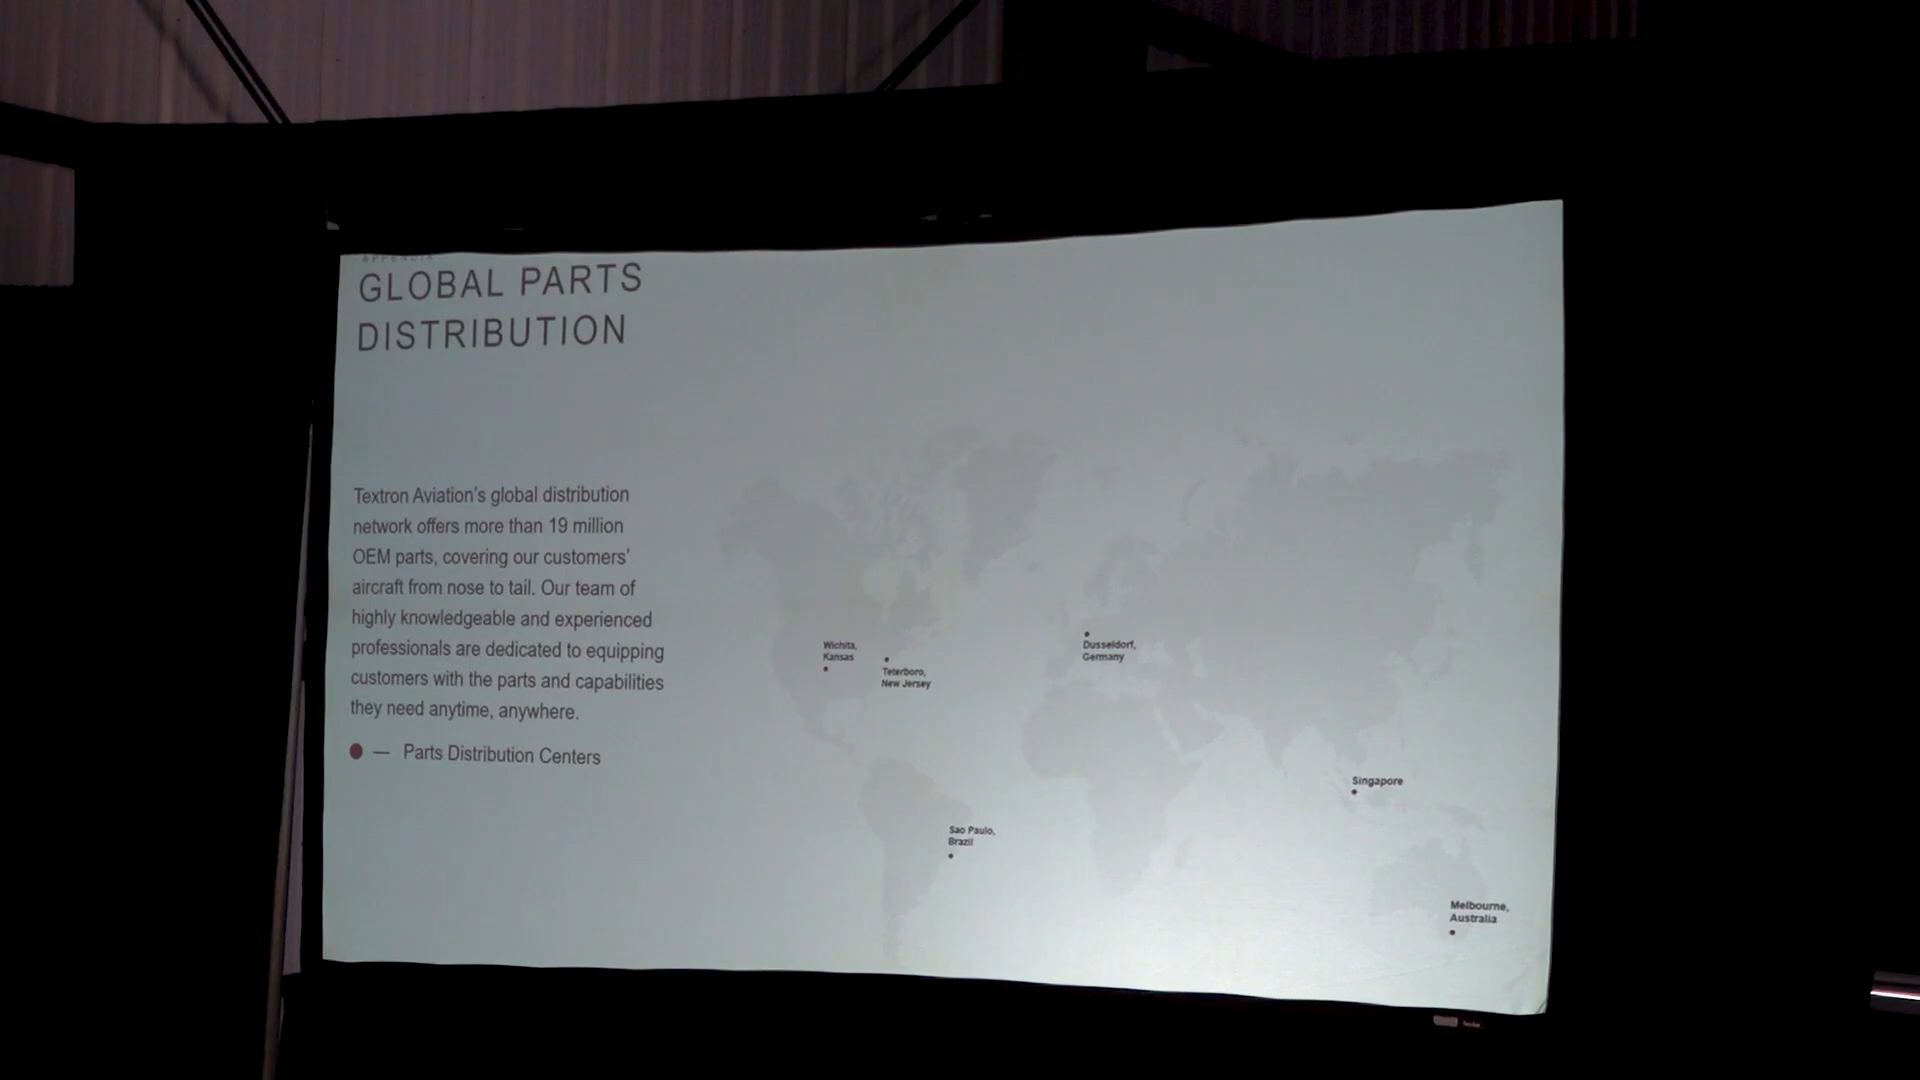 APPENDIX
GLOBAL PARTS
DISTRIBUTION
Textron Aviation's global distribution
network offers more than 19 million
OEM parts, covering our customers'
aircraft from nose to tail. Our team of
highly knowledgeable and experienced
professionals are dedicated to equipping
customers with the parts and capabilities
they need anytime, anywhere.
— Parts Distribution Centers
Wichita,
Kansas
Teterboro,
New Jersey
Dusseldorf,
Germany
Singapore
Sao Paulo,
Brazil
Melbourne,
Australia